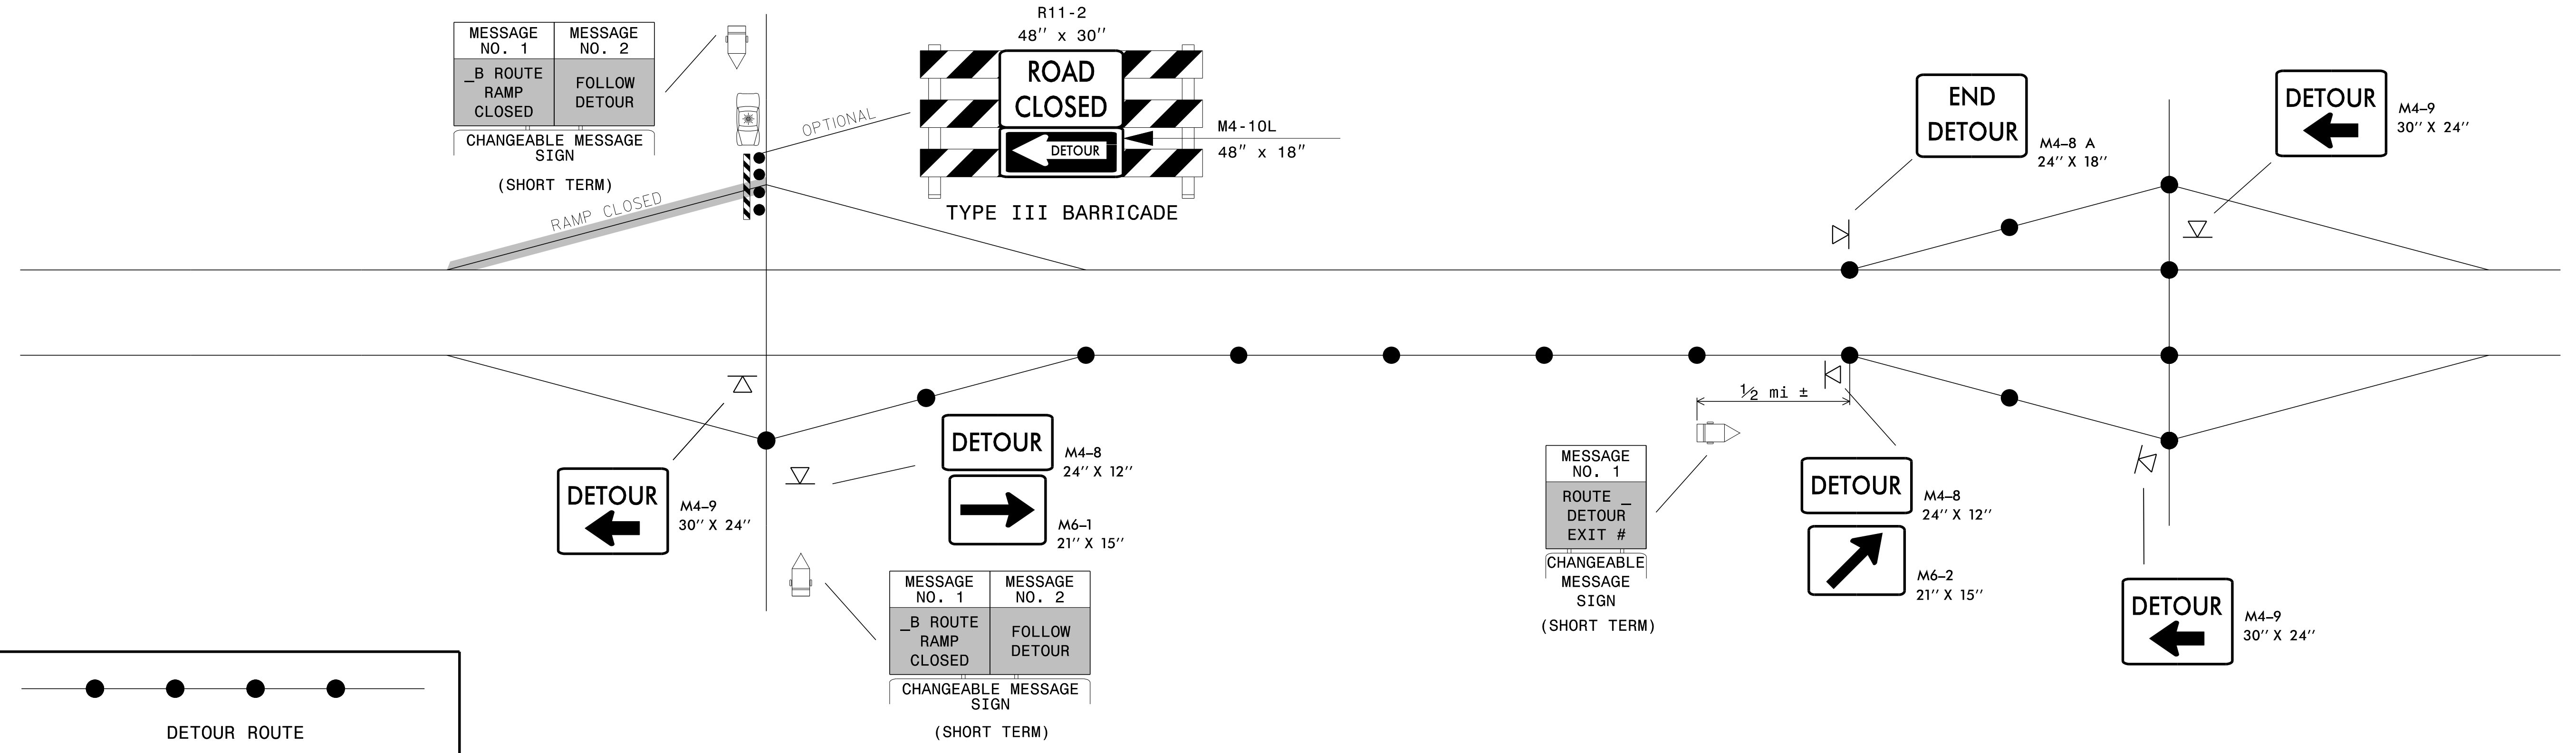 MESSAGE NO. 1
MESSAGE NO. 2
_B ROUTE RAMP CLOSED
FOLLOW DETOUR
CHANGEABLE MESSAGE SIGN
(SHORT TERM)
RAMP CLOSED
OPTIONAL
R11-2
48" x 30"
ROAD
CLOSED
DETOUR
M4-10L
48" x 18"
TYPE III BARRICADE
END
DETOUR
M4-8 A
24" X 18"
DETOUR
M4-9
30" X 24"
DETOUR
M4-9
30" X 24"
DETOUR
M4-8
24" X 12"
M6-1
21" X 15"
MESSAGE NO. 1
MESSAGE NO. 2
_B ROUTE RAMP CLOSED
FOLLOW DETOUR
CHANGEABLE MESSAGE SIGN
(SHORT TERM)
1/2 mi ±
MESSAGE NO. 1
ROUTE _
DETOUR
EXIT #
CHANGEABLE
MESSAGE
SIGN
(SHORT TERM)
DETOUR
M4-8
24" X 12"
M6-2
21" X 15"
DETOUR
M4-9
30" X 24"
DETOUR ROUTE